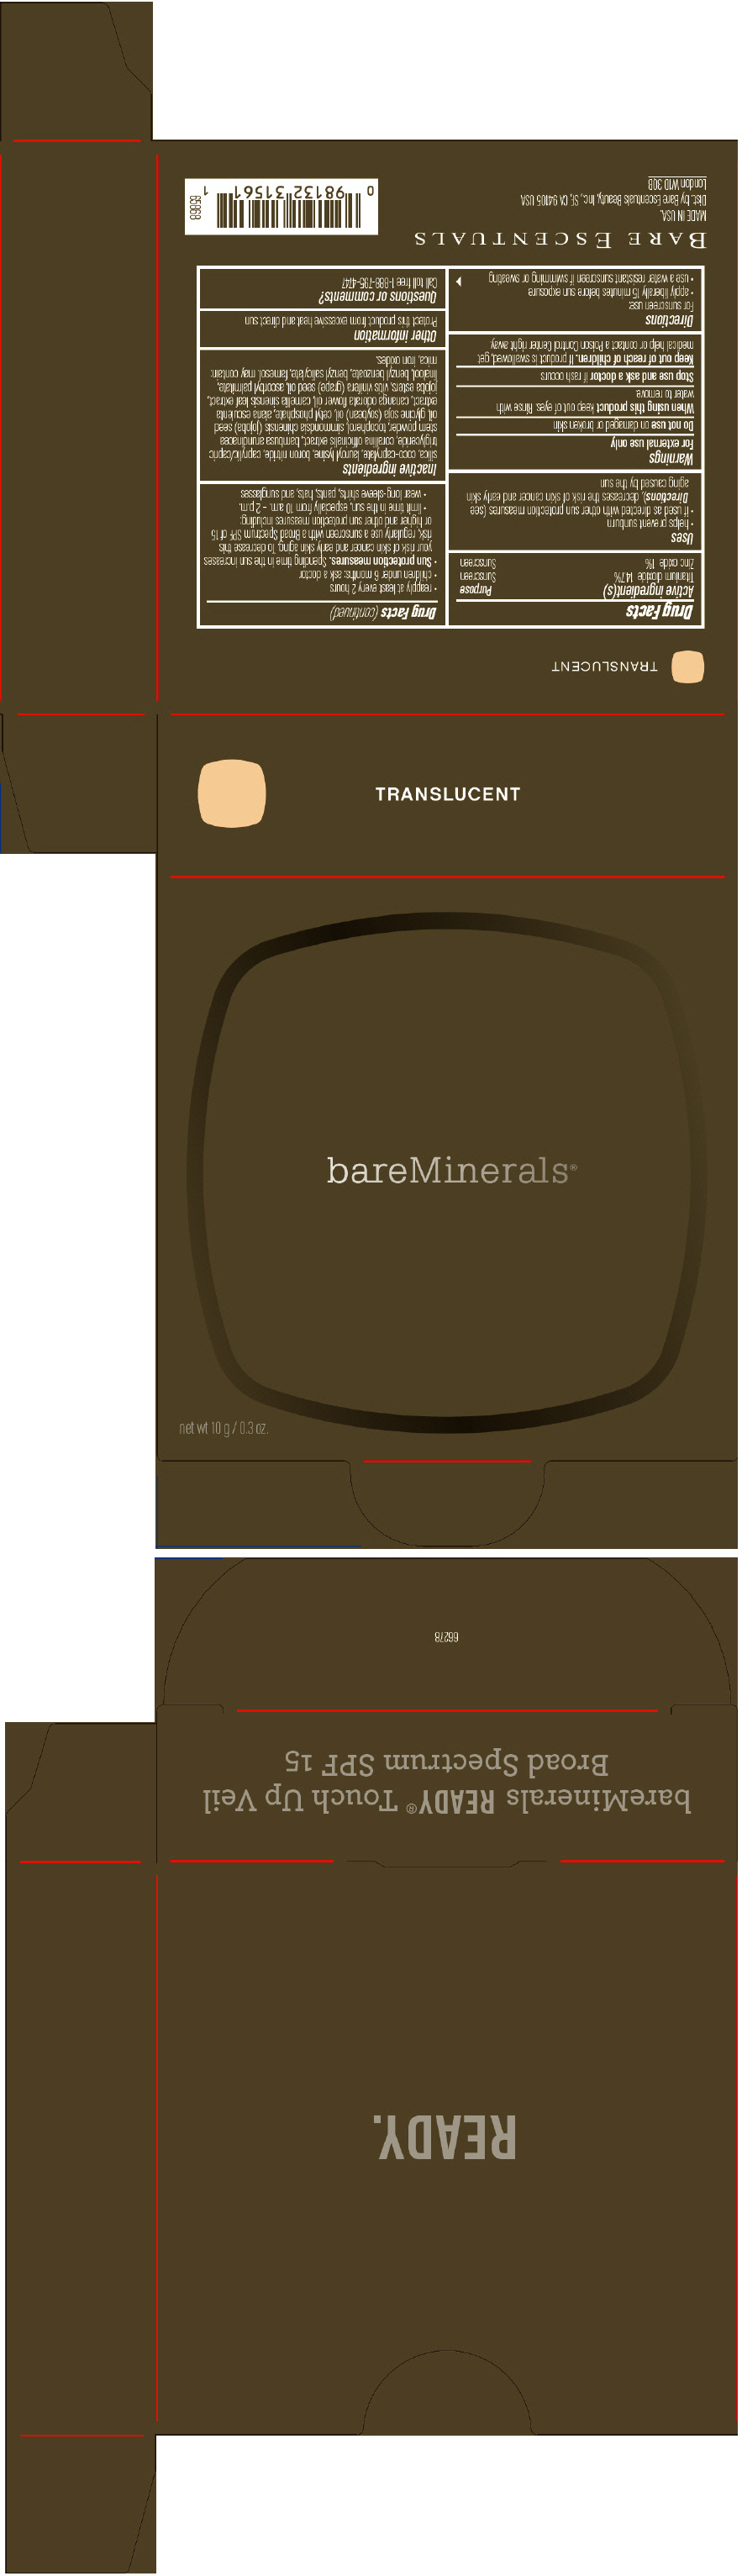 TRANSLUCENT
Drug Facts
Active ingredient(s) Purpose
Titanium dioxide 14.7% Sunscreen
Zinc oxide 1% Sunscreen
Uses
• helps prevent sunburn
• if used as directed with other sun protection measures (see
Directions), decreases the risk of skin cancer and early skin
aging caused by the sun
Warnings
For external use only
Do not use on damaged or broken skin
When using this product keep out of eyes. Rinse with
water to remove.
Stop use and ask a doctor if rash occurs
Keep out of reach of children. If product is swallowed, get
medical help or contact a Poison Control Center right away
Directions
For sunscreen use:
• apply liberally 15 minutes before sun exposure
• use a water resistant sunscreen if swimming or sweating
Drug Facts (continued)
• reapply at least every 2 hours
• children under 6 months: ask a doctor
• Sun protection measures. Spending time in the sun increases
your risk of skin cancer and early skin aging. To decrease this
risk, regularly use a sunscreen with a Broad Spectrum SPF of 15
or higher and other sun protection measures including:
• limit time in the sun, especially from 10 a.m. – 2 p.m.
• wear long-sleeve shirts, pants, hats, and sunglasses
Inactive ingredients
silica, coco-caprylate, lauroyl lysine, boron nitride, caprylic/capric
triglyceride, corallina officinalis extract, bambusa arundinacea
stem powder, tocopherol, simmondsia chinensis (jojoba) seed
oil, glycine soja (soybean) oil, cetyl phosphate, alaria esculenta
extract, cananga odorata flower oil, camellia sinensis leaf extract,
jojoba esters, vitis vinifera (grape) seed oil, ascorbyl palmitate,
linalool, benzyl benzoate, benzyl salicylate, farnesol. may contain:
mica, iron oxides.
Other information
Protect this product from excessive heat and direct sun
Questions or comments?
Call toll free 1-888-795-4747
BARE ESCENTUALS
MADE IN USA.
Dist. by Bare Escentuals Beauty, Inc., SF, CA 94105 USA
London W10 3QB
65868
0 98132 31561 1
TRANSLUCENT
bareMinerals®
net wt 10 g / 0.3 oz.
66278
bareMinerals READY® Touch Up Veil
Broad Spectrum SPF 15
READY.